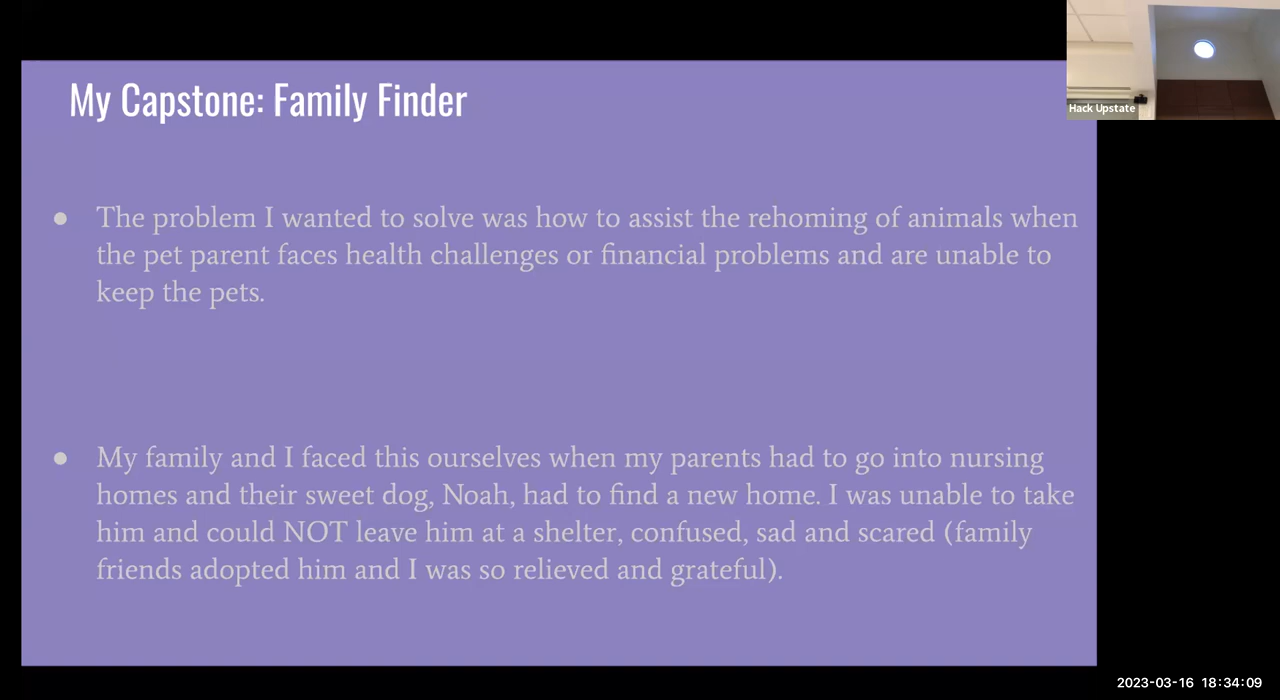 My Capstone: Family Finder
Hack Upstate
● The problem I wanted to solve was how to assist the rehoming of animals when
the pet parent faces health challenges or financial problems and are unable to
keep the pets.
● My family and I faced this ourselves when my parents had to go into nursing
homes and their sweet dog, Noah, had to find a new home. I was unable to take
him and could NOT leave him at a shelter, confused, sad and scared (family
friends adopted him and I was so relieved and grateful).
2023-03-16 18:34:09